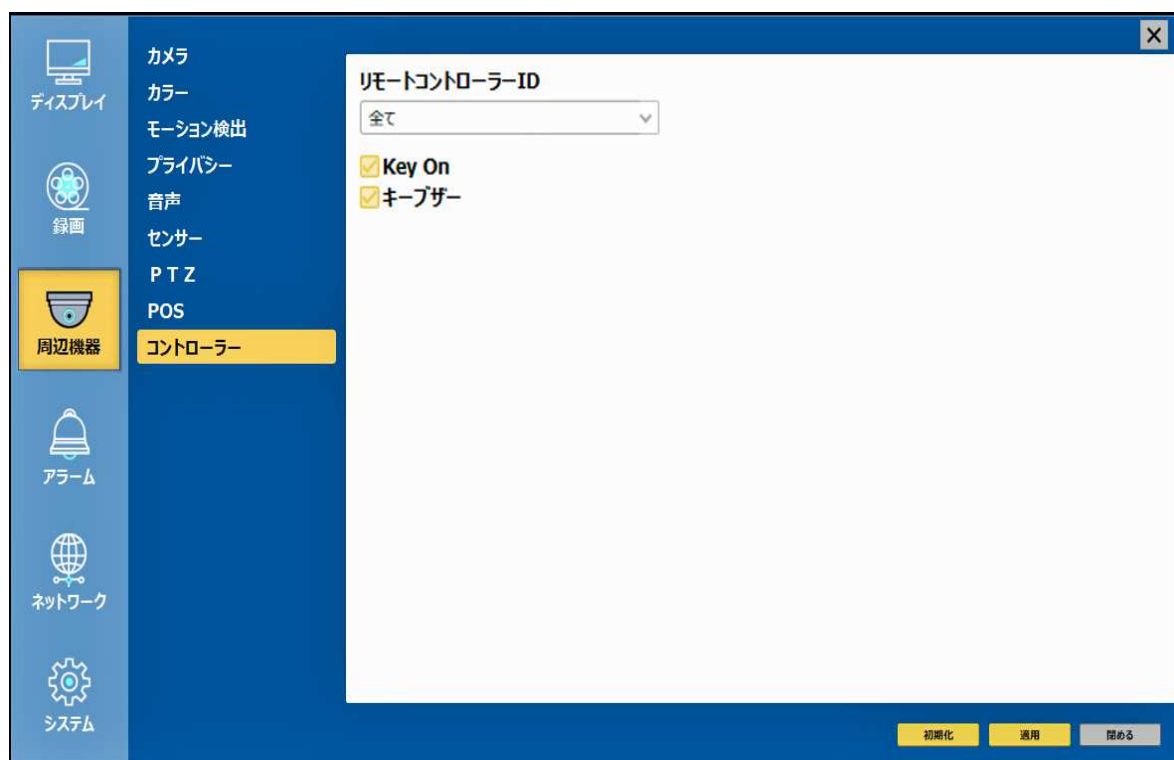 ディスプレイ
録画
周辺機器
アラーム
ネットワーク
システム
カメラ
カラー
モーション検出
プライバシー
音声
センサー
ＰＴＺ
POS
コントローラー
リモートコントローラーID
全て
Key On
キーブザー
初期化
適用
閉める